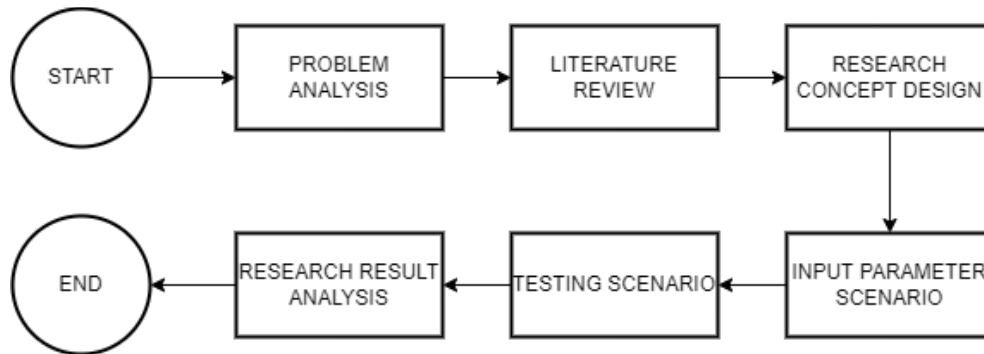 START
PROBLEM
ANALYSIS
LITERATURE
REVIEW
RESEARCH
CONCEPT DESIGN
INPUT PARAMETER
SCENARIO
TESTING SCENARIO
RESEARCH RESULT
ANALYSIS
END